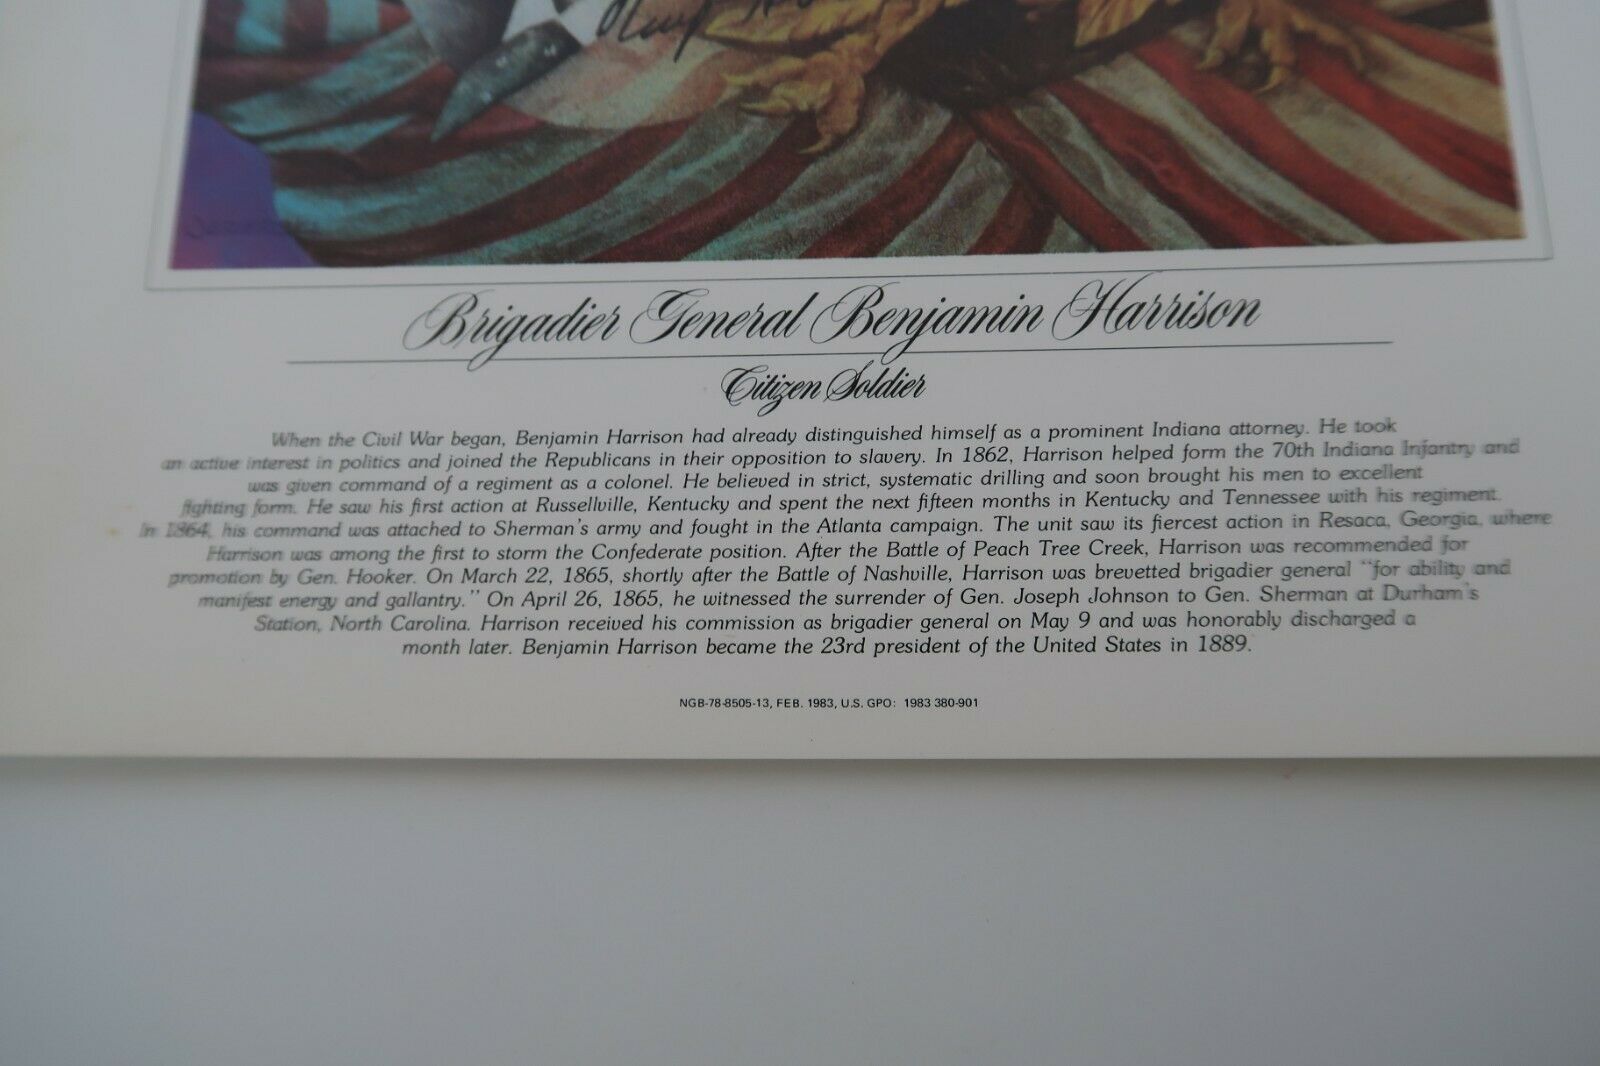 Brigadier General Benjamin Harrison
Citizen Soldier
When the Civil War began, Benjamin Harrison had already distinguished himself as a prominent Indiana attorney. He took
an active interest in politics and joined the Republicans in their opposition to slavery. In 1862, Harrison helped form the 70th Indiana Infantry and
was given command of a regiment as a colonel. He believed in strict, systematic drilling and soon brought his men to excellent
fighting form. He saw his first action at Russellville, Kentucky and spent the next fifteen months in Kentucky and Tennessee with his regiment.
In 1864, his command was attached to Sherman's army and fought in the Atlanta campaign. The unit saw its fiercest action in Resaca, Georgia, where
Harrison was among the first to storm the Confederate position. After the Battle of Peach Tree Creek, Harrison was recommended for
promotion by Gen. Hooker. On March 22, 1865, shortly after the Battle of Nashville, Harrison was brevetted brigadier general "for ability and
manifest energy and gallantry." On April 26, 1865, he witnessed the surrender of Gen. Joseph Johnson to Gen. Sherman at Durham's
Station, North Carolina. Harrison received his commission as brigadier general on May 9 and was honorably discharged a
month later. Benjamin Harrison became the 23rd president of the United States in 1889.
NGB-78-8505-13, FEB. 1983, U.S. GPO: 1983 380-901